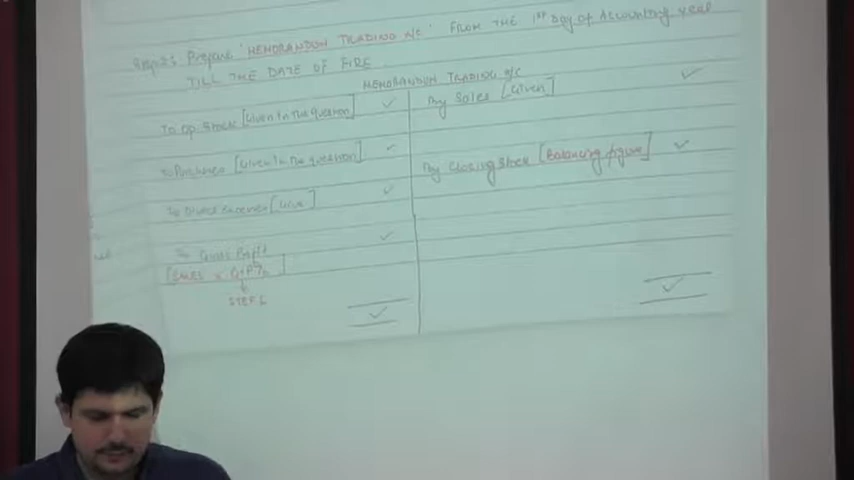 Prepare "MEMORANDUM TRADING A/C" FROM THE 1st Day of Accounting year
TILL THE DATE OF FIRE
MEMORANDUM TRADING A/C
To Op Stock [Given In The Question] ✓
By Sales [Given] ✓
To Purchases [Given In The Question] ✓
By Closing Stock [Balancing figure] ✓
To Direct Expenses [Given] ✓
To Gross Profit ✓
[SALES x G.P%]
↓
STEP 1
✓
✓